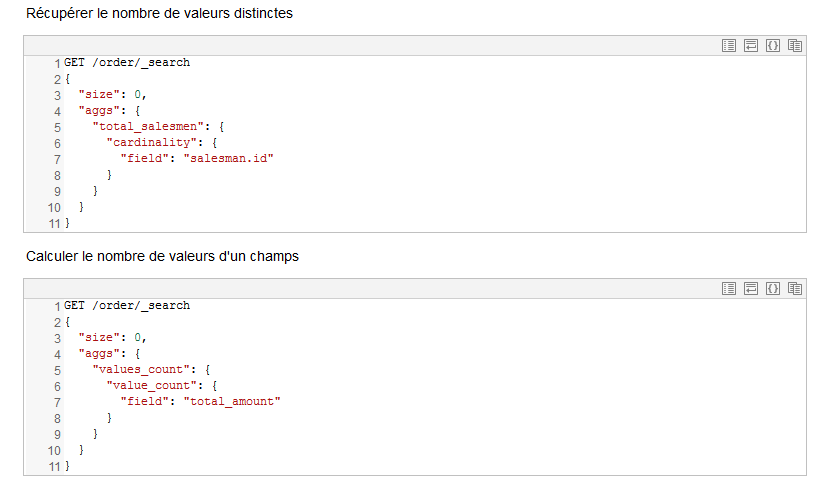 Récupérer le nombre de valeurs distinctes
1 GET /order/_search
2 {
3   "size": 0,
4   "aggs": {
5     "total_salesmen": {
6       "cardinality": {
7         "field": "salesman.id"
8       }
9     }
10   }
11 }
Calculer le nombre de valeurs d'un champs
1 GET /order/_search
2 {
3   "size": 0,
4   "aggs": {
5     "values_count": {
6       "value_count": {
7         "field": "total_amount"
8       }
9     }
10   }
11 }